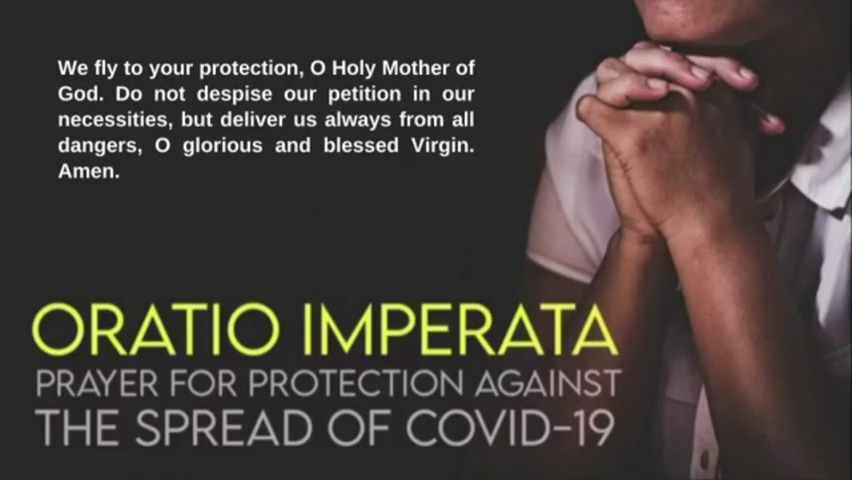 We fly to your protection, O Holy Mother of
God. Do not despise our petition in our
necessities, but deliver us always from all
dangers, O glorious and blessed Virgin.
Amen.
ORATIO IMPERATA
PRAYER FOR PROTECTION AGAINST
THE SPREAD OF COVID-19